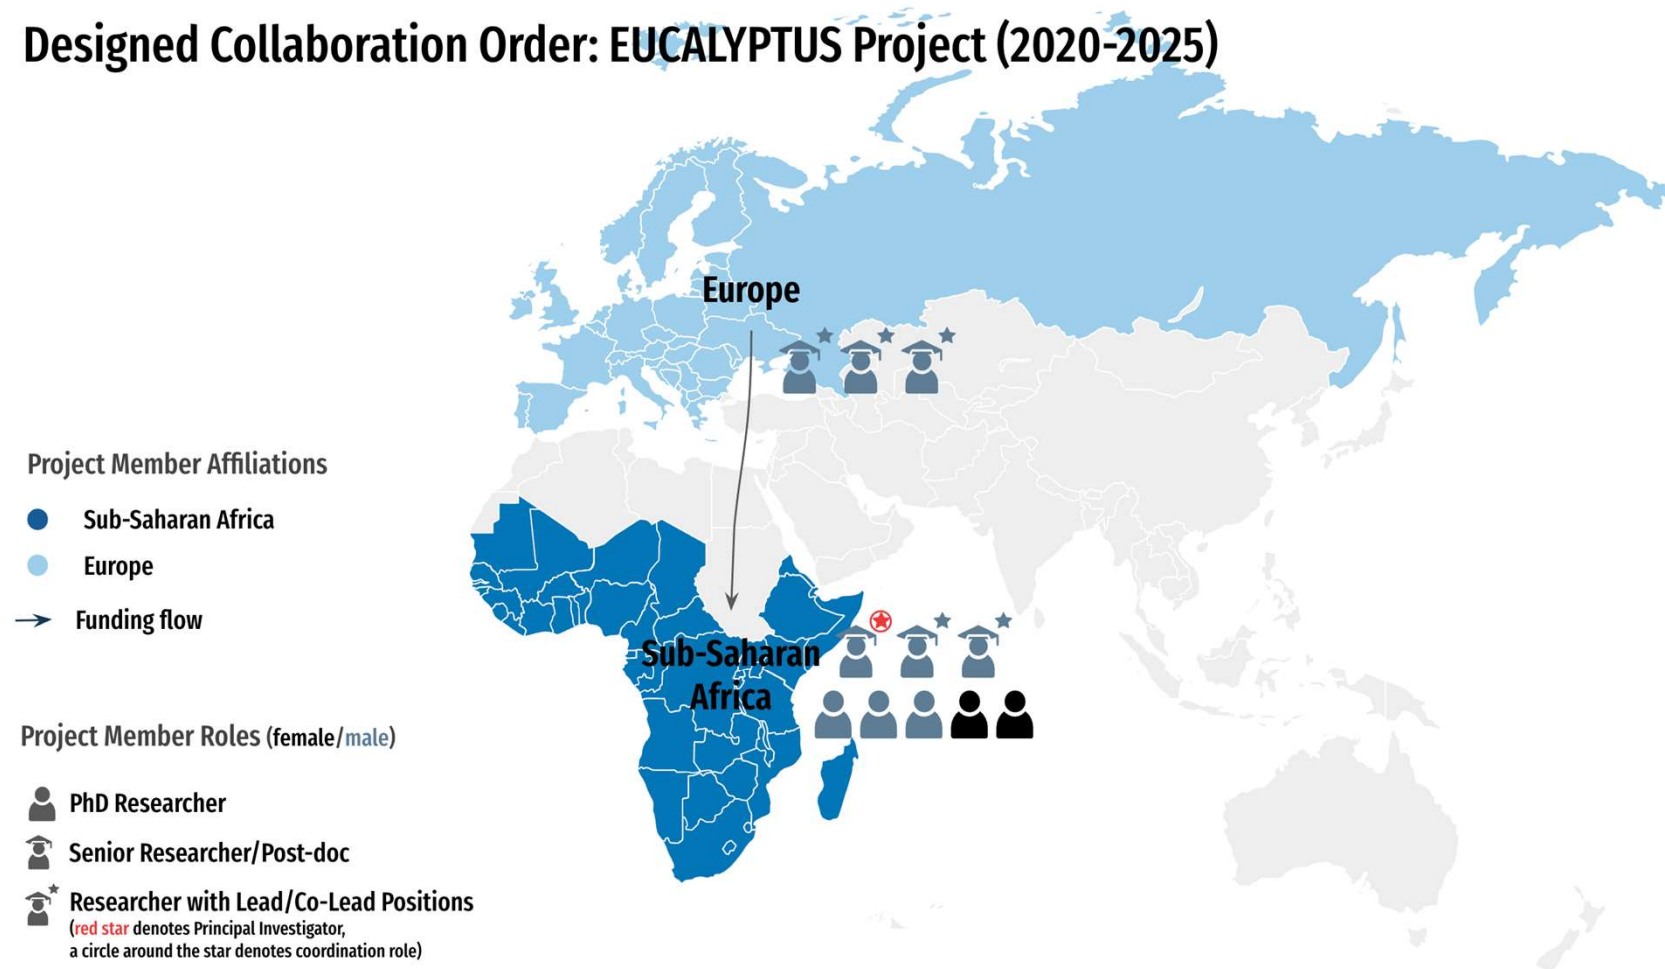 Designed Collaboration Order: EUCALYPTUS Project (2020-2025)
Europe
Sub-Saharan
Africa
Project Member Affiliations
Sub-Saharan Africa
Europe
Funding flow
Project Member Roles (female/male)
PhD Researcher
Senior Researcher/Post-doc
Researcher with Lead/Co-Lead Positions
(red star denotes Principal Investigator,
a circle around the star denotes coordination role)